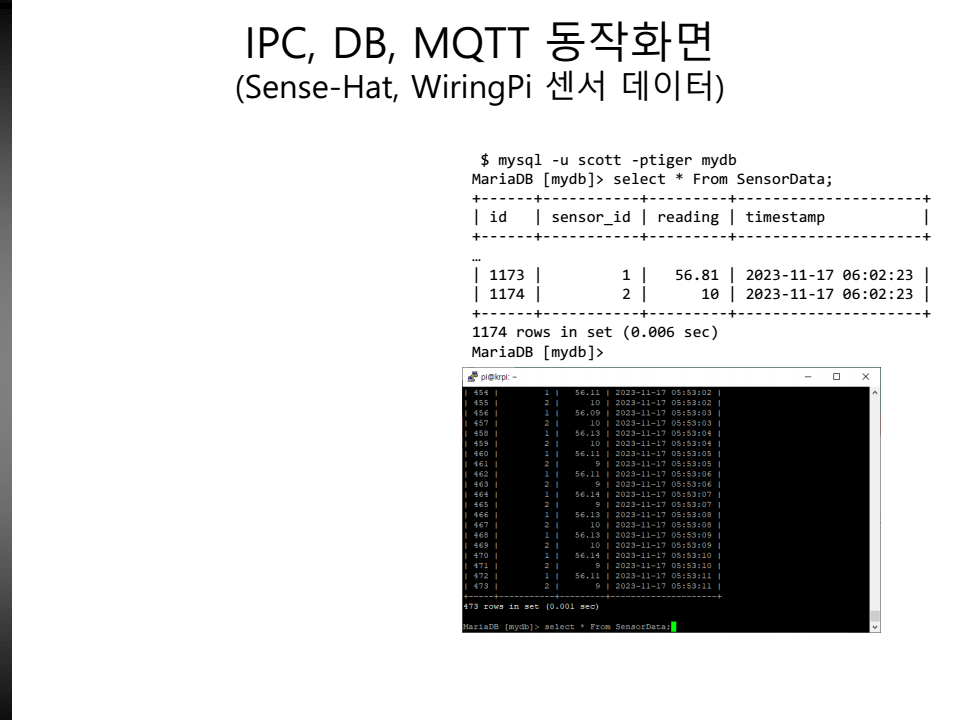 IPC, DB, MQTT 동작화면
(Sense-Hat, WiringPi 센서 데이터)
$ mysql -u scott -ptiger mydb
MariaDB [mydb]> select * From SensorData;
+------+-----------+---------+---------------------+
| id   | sensor_id | reading | timestamp           |
+------+-----------+---------+---------------------+
…
| 1173 |         1 |   56.81 | 2023-11-17 06:02:23 |
| 1174 |         2 |      10 | 2023-11-17 06:02:23 |
+------+-----------+---------+---------------------+
1174 rows in set (0.006 sec)
MariaDB [mydb]>
pi@krpi: ~
| 454 |         1 |   56.11 | 2023-11-17 05:53:02 |
| 455 |         2 |      10 | 2023-11-17 05:53:02 |
| 456 |         1 |   56.09 | 2023-11-17 05:53:03 |
| 457 |         2 |      10 | 2023-11-17 05:53:03 |
| 458 |         1 |   56.13 | 2023-11-17 05:53:04 |
| 459 |         2 |      10 | 2023-11-17 05:53:04 |
| 460 |         1 |   56.11 | 2023-11-17 05:53:05 |
| 461 |         2 |       9 | 2023-11-17 05:53:05 |
| 462 |         1 |   56.11 | 2023-11-17 05:53:06 |
| 463 |         2 |       9 | 2023-11-17 05:53:06 |
| 464 |         1 |   56.14 | 2023-11-17 05:53:07 |
| 465 |         2 |       9 | 2023-11-17 05:53:07 |
| 466 |         1 |   56.13 | 2023-11-17 05:53:08 |
| 467 |         2 |      10 | 2023-11-17 05:53:08 |
| 468 |         1 |   56.13 | 2023-11-17 05:53:09 |
| 469 |         2 |      10 | 2023-11-17 05:53:09 |
| 470 |         1 |   56.14 | 2023-11-17 05:53:10 |
| 471 |         2 |       9 | 2023-11-17 05:53:10 |
| 472 |         1 |   56.11 | 2023-11-17 05:53:11 |
| 473 |         2 |       9 | 2023-11-17 05:53:11 |
+-----+-----------+---------+---------------------+
473 rows in set (0.001 sec)
MariaDB [mydb]> select * From SensorData;